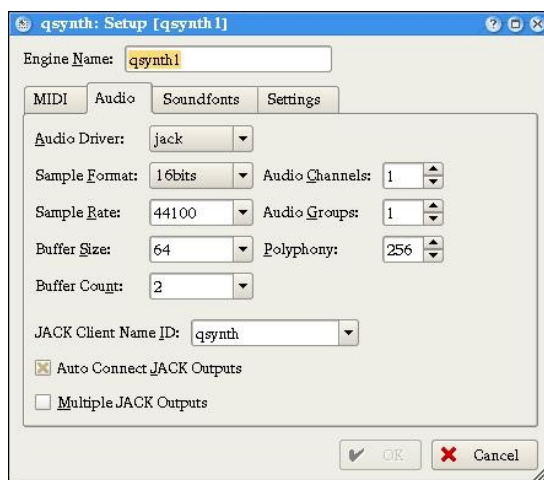 qsynth: Setup [qsynth1]
Engine Name: qsynth1
MIDI Audio Soundfonts Settings
Audio Driver: jack
Sample Format: 16bits Audio Channels: 1
Sample Rate: 44100 Audio Groups: 1
Buffer Size: 64 Polyphony: 256
Buffer Count: 2
JACK Client Name ID: qsynth
Auto Connect JACK Outputs
Multiple JACK Outputs
OK Cancel